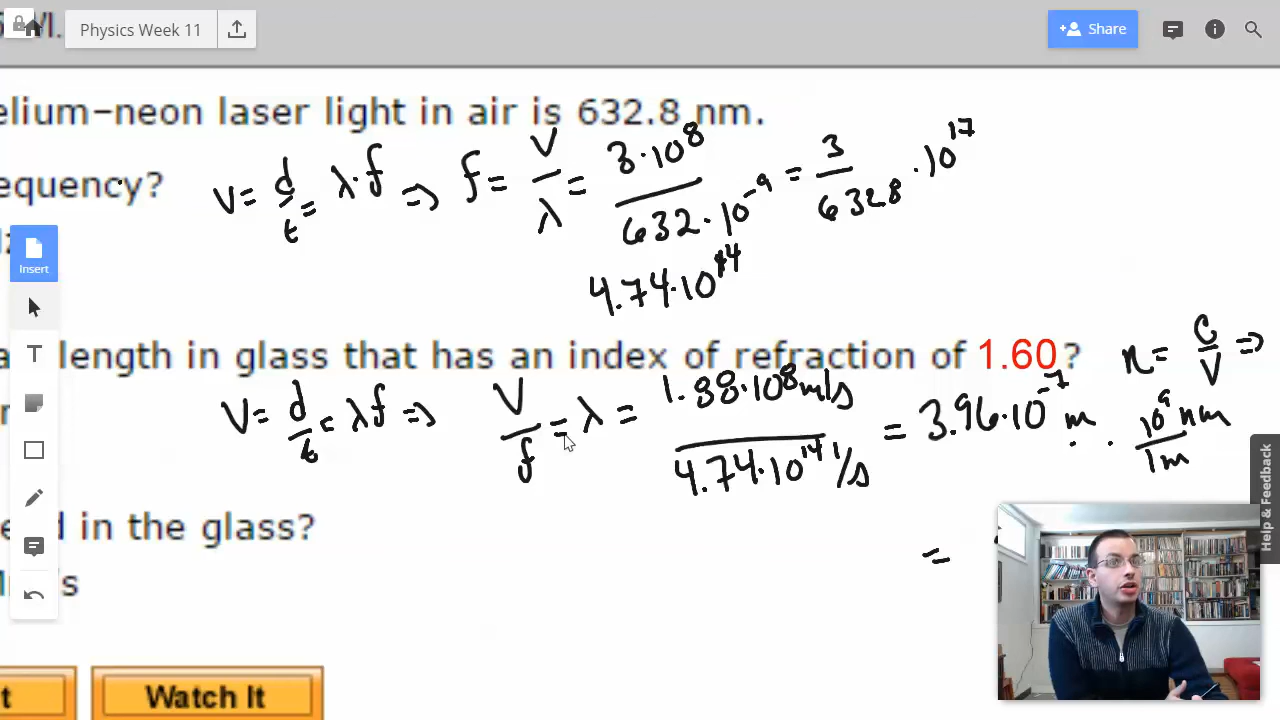 Physics Week 11
Share
elium–neon laser light in air is 632.8 nm.
equency?
V = d/t = λ·f => f = V/λ = 3·10^8 / 632·10^-9 = 3/6328 · 10^17
4.74·10^14
Insert
length in glass that has an index of refraction of 1.60?
n = C/V =>
V = d/t = λf => V/f = λ = 1.88·10^8 m/s / 4.74·10^14 1/s = 3.96·10^-7 m · 10^9 nm / 1m
d in the glass?
=
s
Help & Feedback
t
Watch It